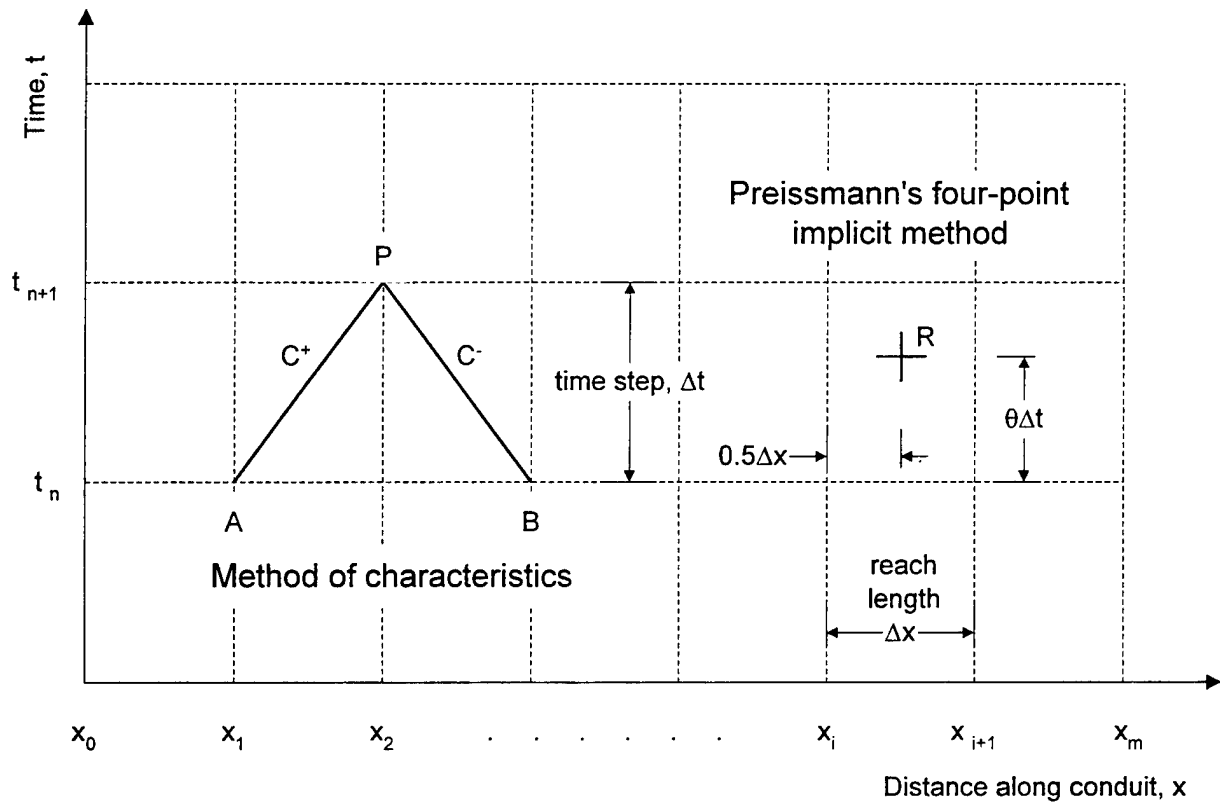 Time, t
Preissmann's four-point
implicit method
P
t n+1
R
C+
C-
time step, Δt
θΔt
0.5Δx
t n
A
B
Method of characteristics
reach
length
Δx
x0 x1 x2 . . . . . . xi xi+1 xm
Distance along conduit, x